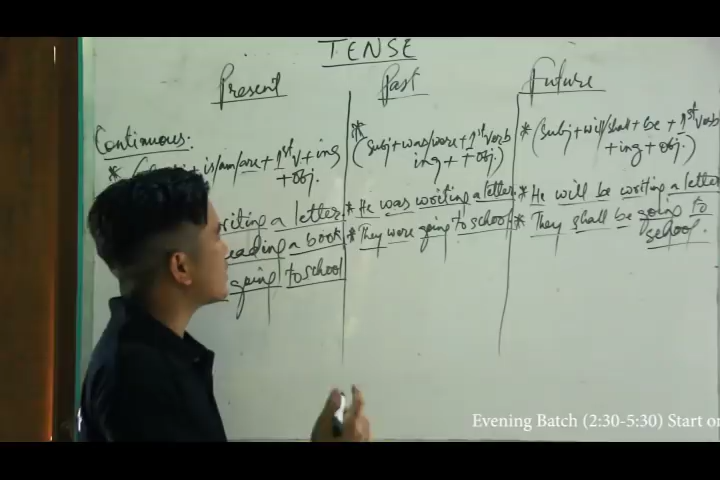 TENSE
Present Past Future
Continuous:
* + is/am/are + 1st V + ing
+ obj.
* (Subj + was/were + 1st Verb
ing + + obj.)
* (Subj + will/shall + be + 1st Verb
+ ing + obj.)
writing a letter.
reading a book
going to school
* He was writing a letter.
* They were going to school
* He will be writing a letter
* They shall be going to
school.
Evening Batch (2:30-5:30) Start on